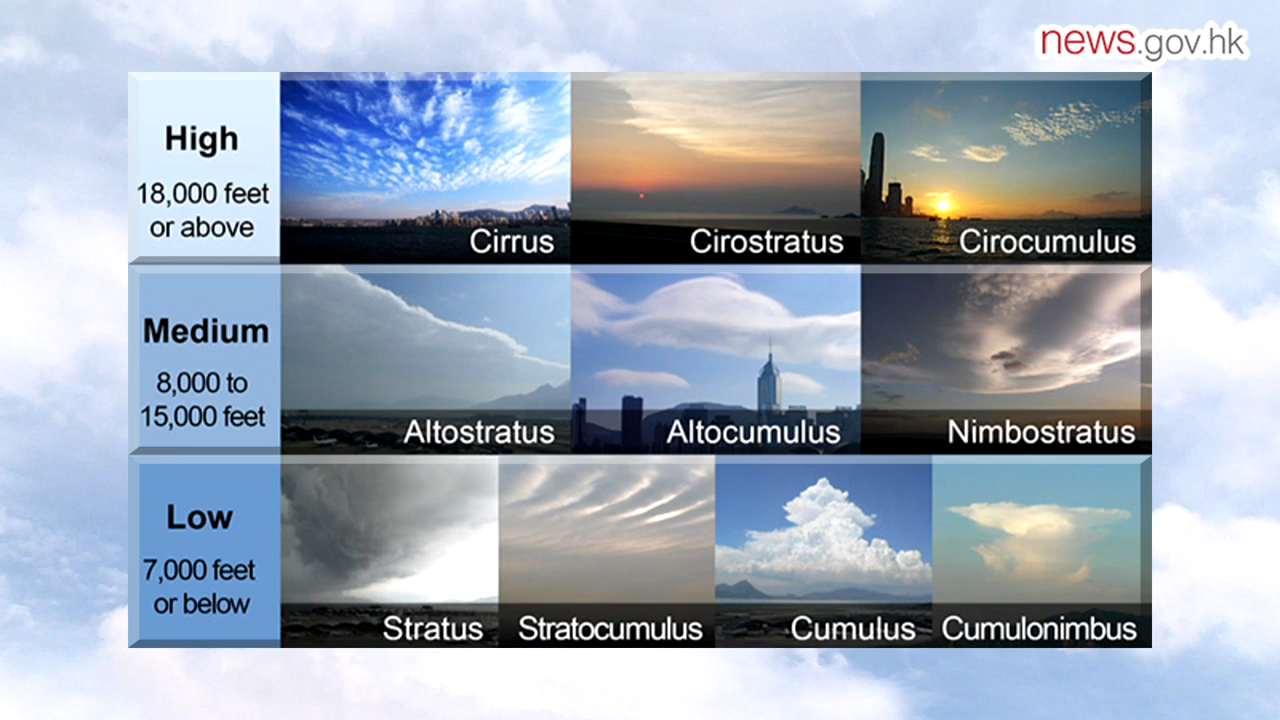 news.gov.hk
High
18,000 feet
or above
Cirrus
Cirostratus
Cirocumulus
Medium
8,000 to
15,000 feet
Altostratus
Altocumulus
Nimbostratus
Low
7,000 feet
or below
Stratus
Stratocumulus
Cumulus
Cumulonimbus